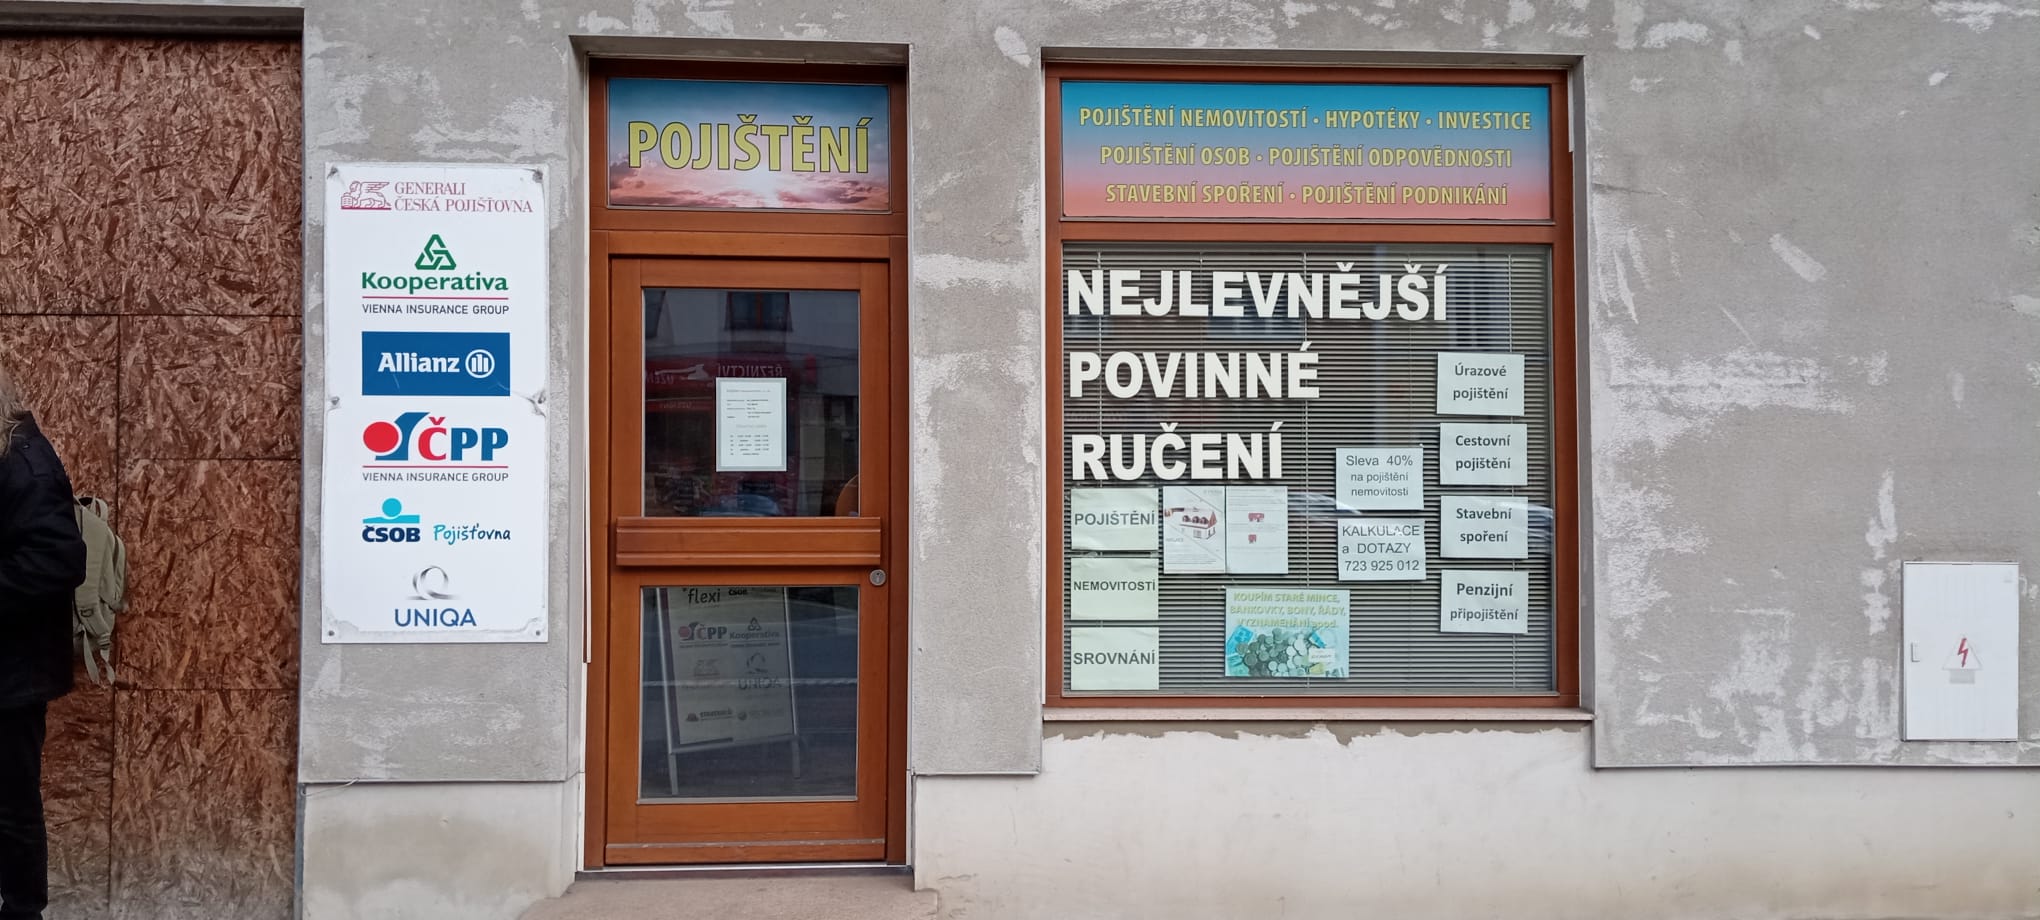 GENERALI
ČESKÁ POJIŠŤOVNA
Kooperativa
VIENNA INSURANCE GROUP
Allianz
ČPP
VIENNA INSURANCE GROUP
ČSOB Pojišťovna
UNIQA
POJIŠTĚNÍ
ŘEZNICTVÍ
flexi ČSOB
ČPP Kooperativa
POJIŠTĚNÍ NEMOVITOSTÍ • HYPOTÉKY • INVESTICE
POJIŠTĚNÍ OSOB • POJIŠTĚNÍ ODPOVĚDNOSTI
STAVEBNÍ SPOŘENÍ • POJIŠTĚNÍ PODNIKÁNÍ
NEJLEVNĚJŠÍ
POVINNÉ
RUČENÍ
POJIŠTĚNÍ
NEMOVITOSTÍ
SROVNÁNÍ
Sleva 40%
na pojištění
nemovitosti
KALKULACE
a DOTAZY
723 925 012
KOUPÍM STARÉ MINCE,
BANKOVKY, BONY, ŘÁDY,
VYZNAMENÁNÍ apod.
Úrazové
pojištění
Cestovní
pojištění
Stavební
spoření
Penzijní
připojištění